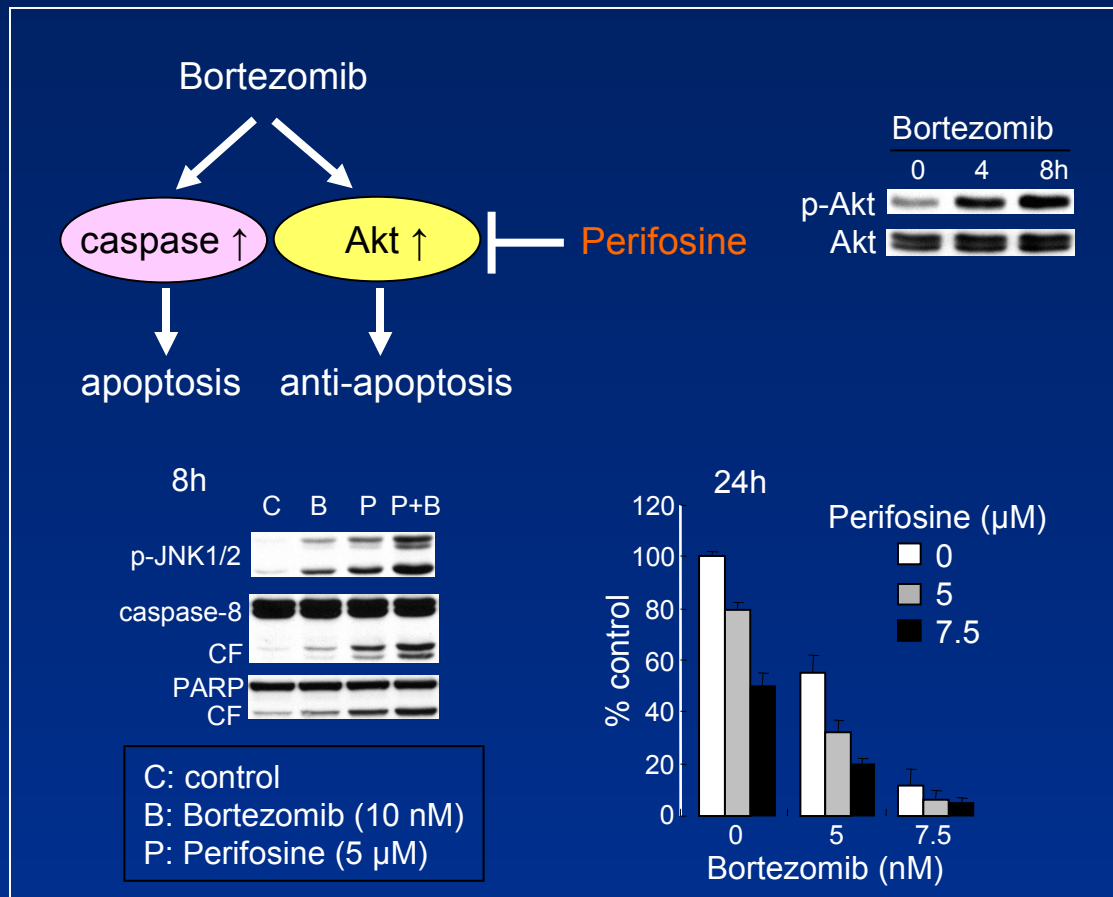 Bortezomib
caspase ↑
Akt ↑
Perifosine
apoptosis
anti-apoptosis
Bortezomib
0 4 8h
p-Akt
Akt
8h
C B P P+B
p-JNK1/2
caspase-8
CF
PARP
CF
C: control
B: Bortezomib (10 nM)
P: Perifosine (5 µM)
24h
Perifosine (µM)
0
5
7.5
% control
120
100
80
60
40
20
0
0 5 7.5
Bortezomib (nM)